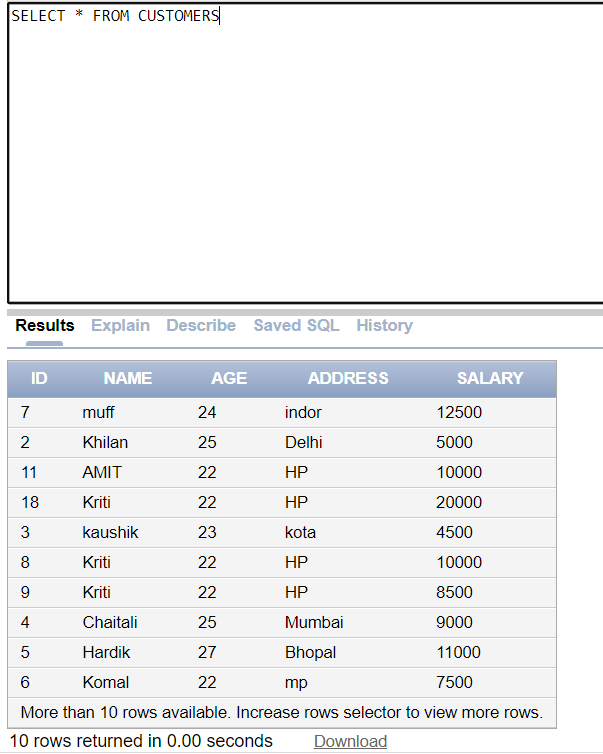 SELECT * FROM CUSTOMERS
Results Explain Describe Saved SQL History
ID NAME AGE ADDRESS SALARY
7 muff 24 indor 12500
2 Khilan 25 Delhi 5000
11 AMIT 22 HP 10000
18 Kriti 22 HP 20000
3 kaushik 23 kota 4500
8 Kriti 22 HP 10000
9 Kriti 22 HP 8500
4 Chaitali 25 Mumbai 9000
5 Hardik 27 Bhopal 11000
6 Komal 22 mp 7500
More than 10 rows available. Increase rows selector to view more rows.
10 rows returned in 0.00 seconds Download